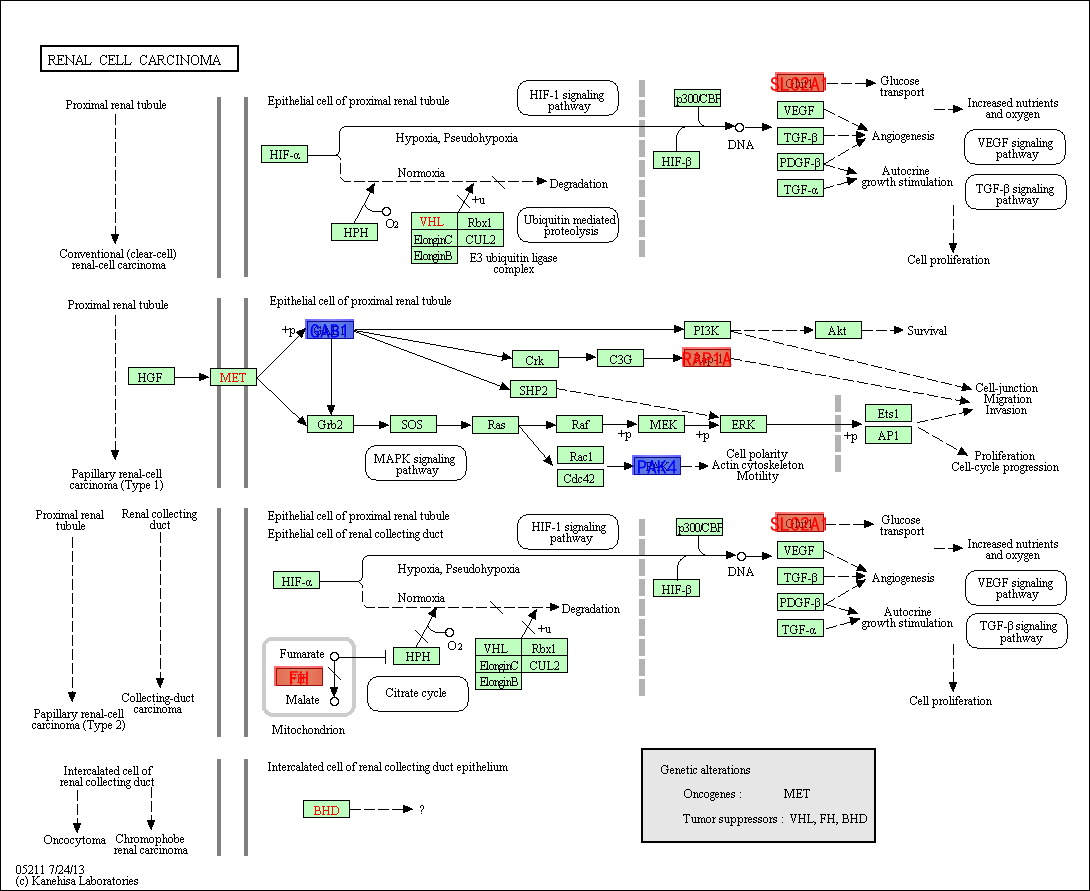 RENAL CELL CARCINOMA
Proximal renal tubule
Conventional (clear-cell)
renal-cell carcinoma
Epithelial cell of proximal renal tubule
HIF-1 signaling
pathway
Hypoxia, Pseudohypoxia
HIF-α
Normoxia
Degradation
O2
HPH
+u
VHL
Rbx1
ElonginC
CUL2
ElonginB
E3 ubiquitin ligase
complex
Ubiquitin mediated
proteolysis
p300/CBP
HIF-β
DNA
SLC2A1
VEGF
TGF-β
PDGF-β
TGF-α
Glucose
transport
Angiogenesis
Autocrine
growth stimulation
Increased nutrients
and oxygen
VEGF signaling
pathway
TGF-β signaling
pathway
Cell proliferation
Proximal renal tubule
Papillary renal-cell
carcinoma (Type 1)
Epithelial cell of proximal renal tubule
HGF
MET
+p
GAB1
PI3K
Akt
Survival
Crk
C3G
RAP1A
SHP2
Cell-junction
Migration
Invasion
Grb2
SOS
Ras
Raf
+p
MEK
+p
ERK
+p
Ets1
AP1
MAPK signaling
pathway
Rac1
Cdc42
PAK4
Cell polarity
Actin cytoskeleton
Motility
Proliferation
Cell-cycle progression
Proximal renal
tubule
Renal collecting
duct
Papillary renal-cell
carcinoma (Type 2)
Collecting-duct
carcinoma
Epithelial cell of proximal renal tubule
Epithelial cell of renal collecting duct
HIF-1 signaling
pathway
Hypoxia, Pseudohypoxia
HIF-α
Normoxia
Degradation
+u
O2
HPH
VHL
Rbx1
ElonginC
CUL2
ElonginB
Fumarate
FH
Malate
Mitochondrion
Citrate cycle
p300/CBP
HIF-β
DNA
SLC2A1
VEGF
TGF-β
PDGF-β
TGF-α
Glucose
transport
Angiogenesis
Autocrine
growth stimulation
Increased nutrients
and oxygen
VEGF signaling
pathway
TGF-β signaling
pathway
Cell proliferation
Intercalated cell of
renal collecting duct
Oncocytoma
Chromophobe
renal carcinoma
Intercalated cell of renal collecting duct epithelium
BHD
?
Genetic alterations
Oncogenes : MET
Tumor suppressors : VHL, FH, BHD
05211 7/24/13
(c) Kanehisa Laboratories